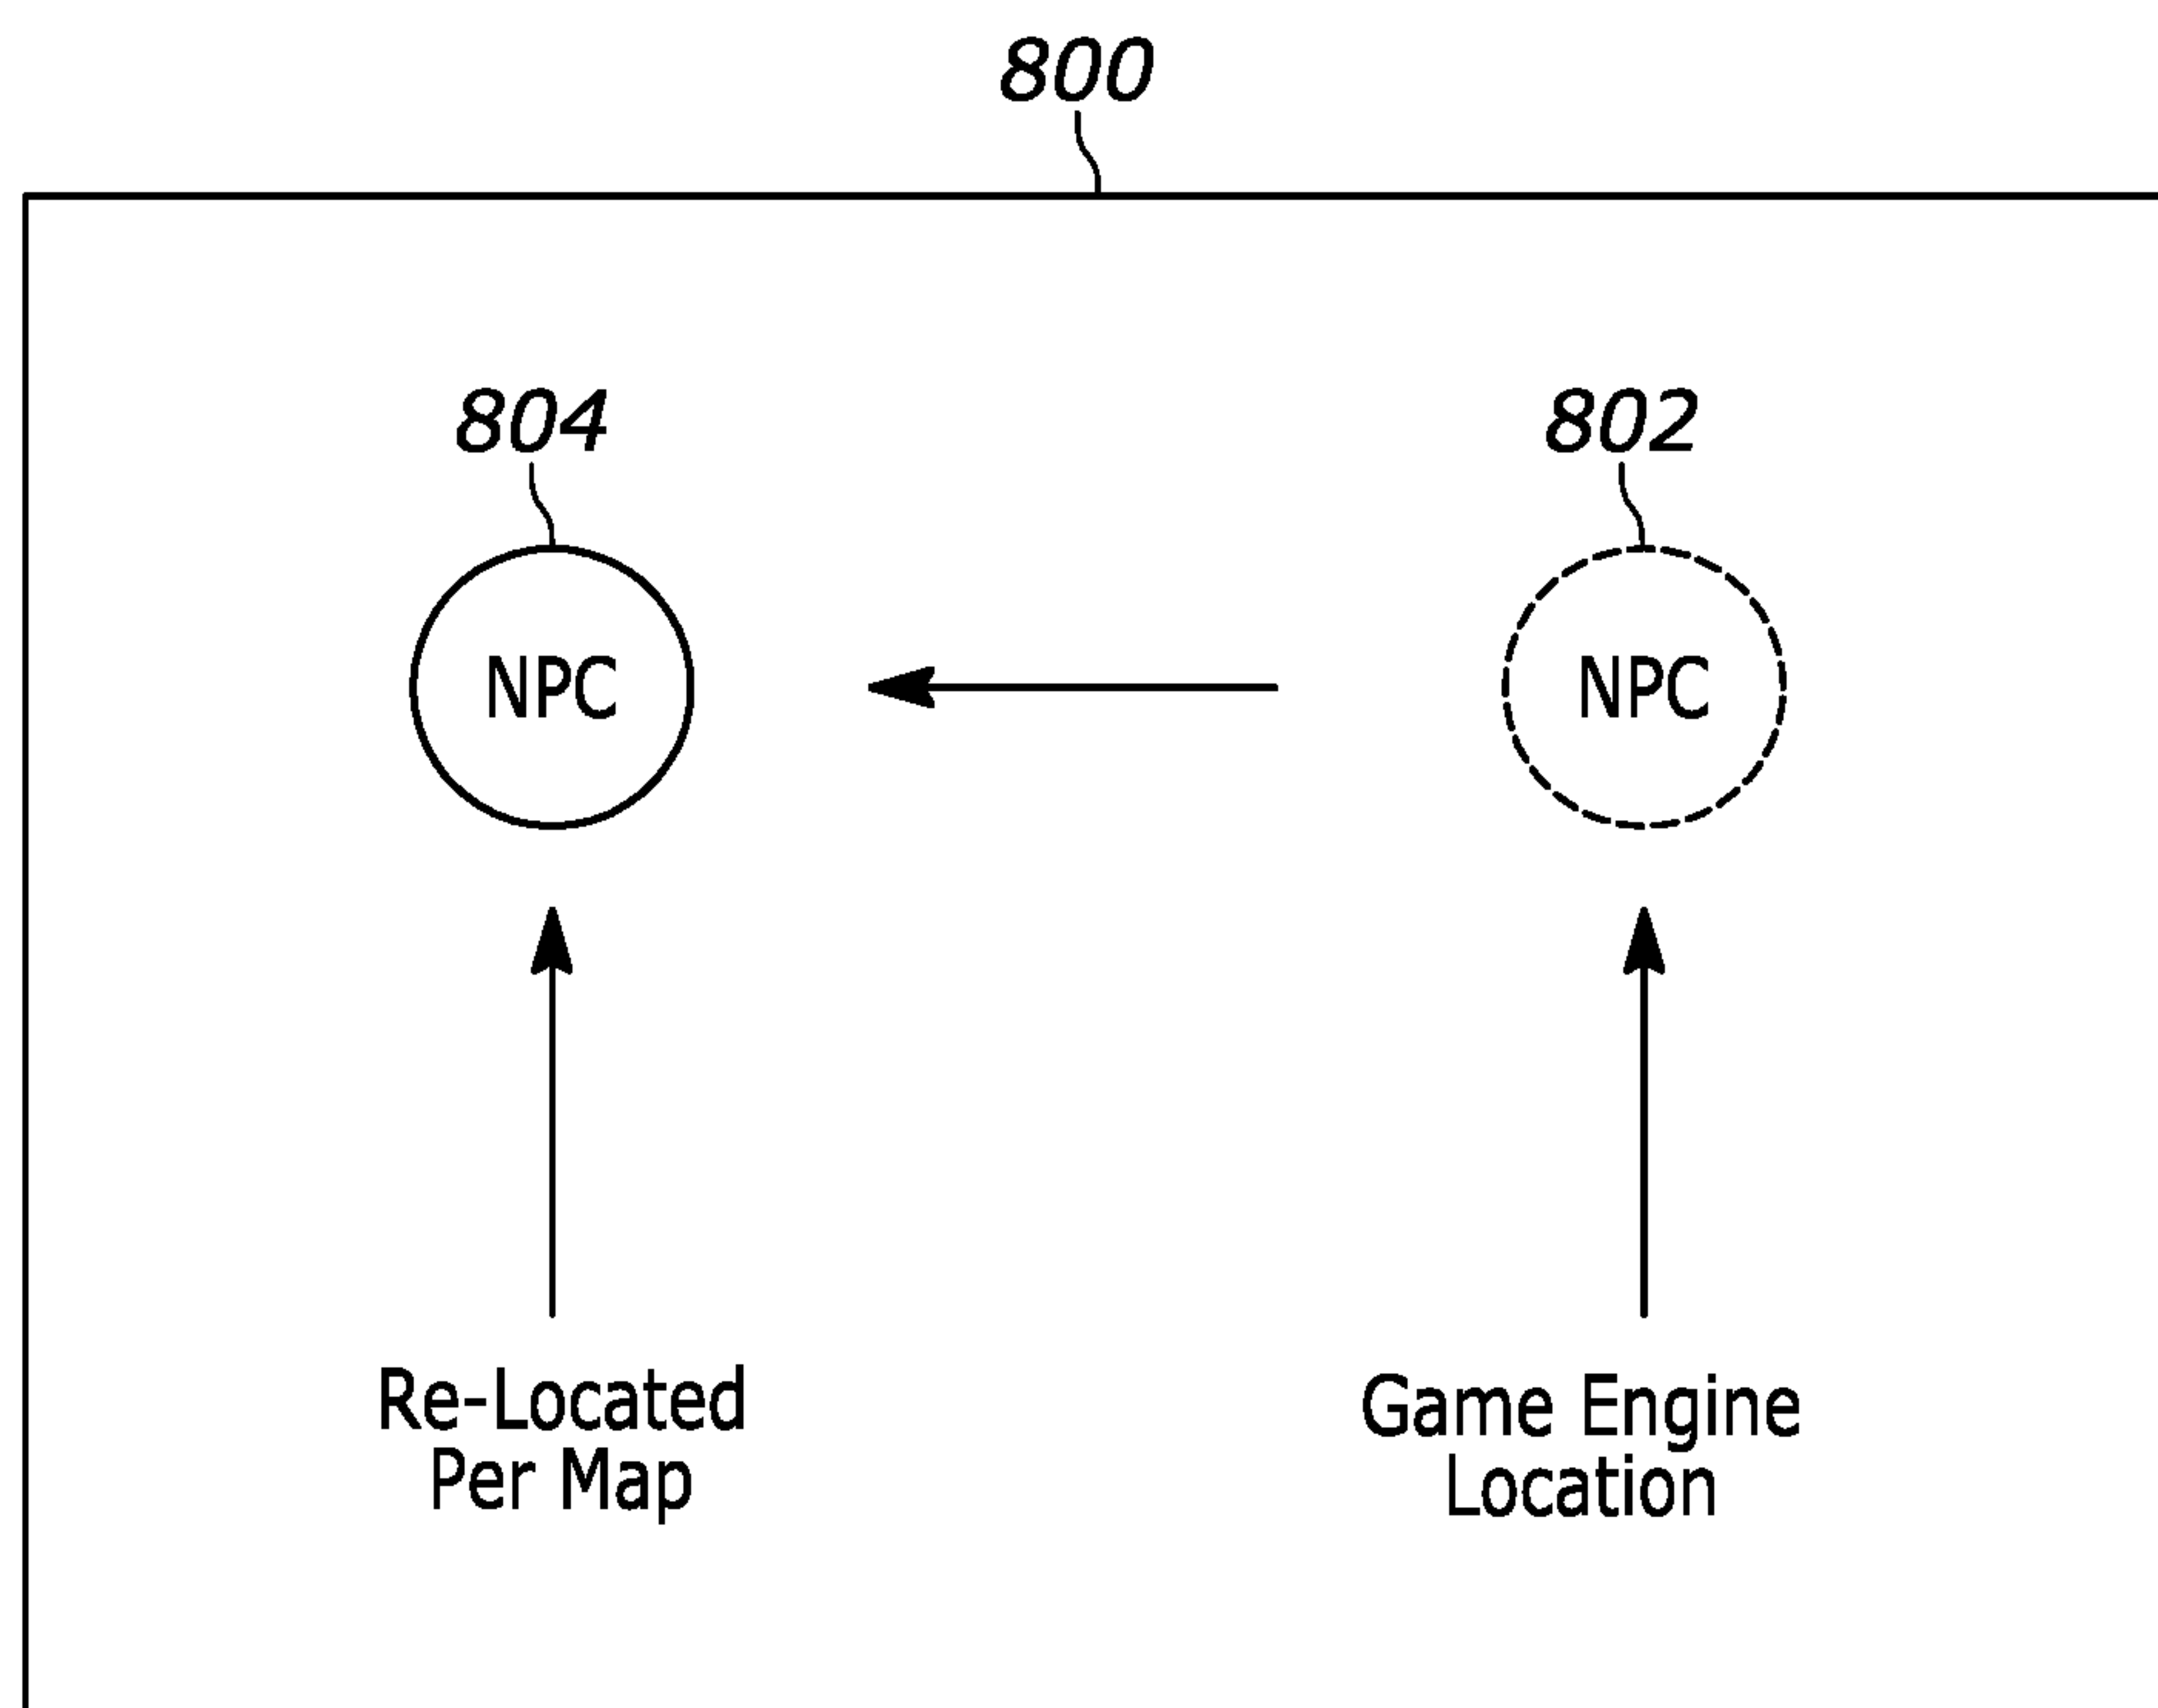 800
804
802
NPC
NPC
Re-Located
Per Map
Game Engine
Location